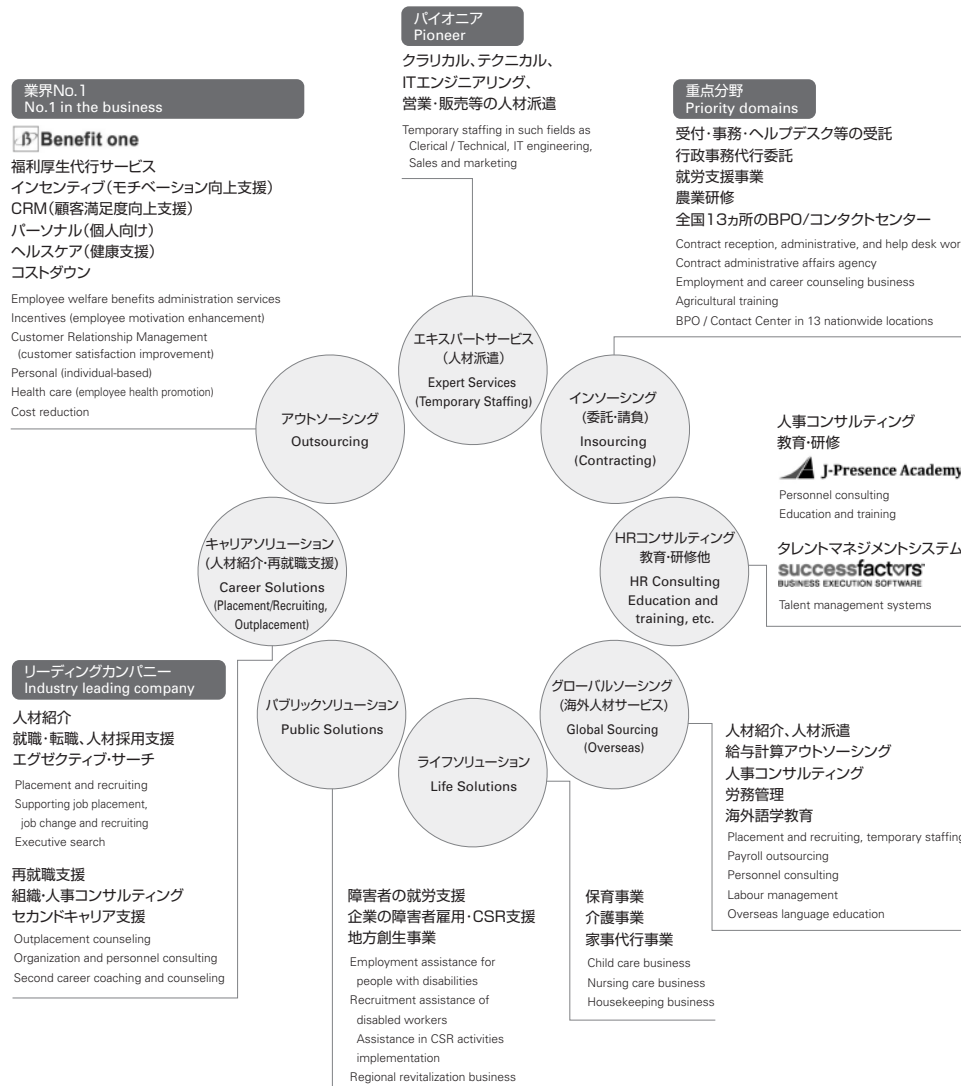 パイオニア
Pioneer
クラリカル、テクニカル、
ITエンジニアリング、
営業・販売等の人材派遣
Temporary staffing in such fields as
Clerical / Technical, IT engineering,
Sales and marketing
業界No.1
No.1 in the business
Benefit one
福利厚生代行サービス
インセンティブ(モチベーション向上支援)
CRM(顧客満足度向上支援)
パーソナル(個人向け)
ヘルスケア(健康支援)
コストダウン
Employee welfare benefits administration services
Incentives (employee motivation enhancement)
Customer Relationship Management
(customer satisfaction improvement)
Personal (individual-based)
Health care (employee health promotion)
Cost reduction
重点分野
Priority domains
受付・事務・ヘルプデスク等の受託
行政事務代行委託
就労支援事業
農業研修
全国13ヵ所のBPO/コンタクトセンター
Contract reception, administrative, and help desk wor
Contract administrative affairs agency
Employment and career counseling business
Agricultural training
BPO / Contact Center in 13 nationwide locations
エキスパートサービス
(人材派遣)
Expert Services
(Temporary Staffing)
アウトソーシング
Outsourcing
インソーシング
(委託・請負)
Insourcing
(Contracting)
人事コンサルティング
教育・研修
J-Presence Academy
Personnel consulting
Education and training
タレントマネジメントシステム
successfactors
BUSINESS EXECUTION SOFTWARE
Talent management systems
キャリアソリューション
(人材紹介・再就職支援)
Career Solutions
(Placement/Recruiting,
Outplacement)
HRコンサルティング
教育・研修他
HR Consulting
Education and
training, etc.
リーディングカンパニー
Industry leading company
人材紹介
就職・転職、人材採用支援
エグゼクティブ・サーチ
Placement and recruiting
Supporting job placement,
job change and recruiting
Executive search
再就職支援
組織・人事コンサルティング
セカンドキャリア支援
Outplacement counseling
Organization and personnel consulting
Second career coaching and counseling
パブリックソリューション
Public Solutions
ライフソリューション
Life Solutions
グローバルソーシング
(海外人材サービス)
Global Sourcing
(Overseas)
人材紹介、人材派遣
給与計算アウトソーシング
人事コンサルティング
労務管理
海外語学教育
Placement and recruiting, temporary staffing
Payroll outsourcing
Personnel consulting
Labour management
Overseas language education
障害者の就労支援
企業の障害者雇用・CSR支援
地方創生事業
Employment assistance for
people with disabilities
Recruitment assistance of
disabled workers
Assistance in CSR activities
implementation
Regional revitalization business
保育事業
介護事業
家事代行事業
Child care business
Nursing care business
Housekeeping business